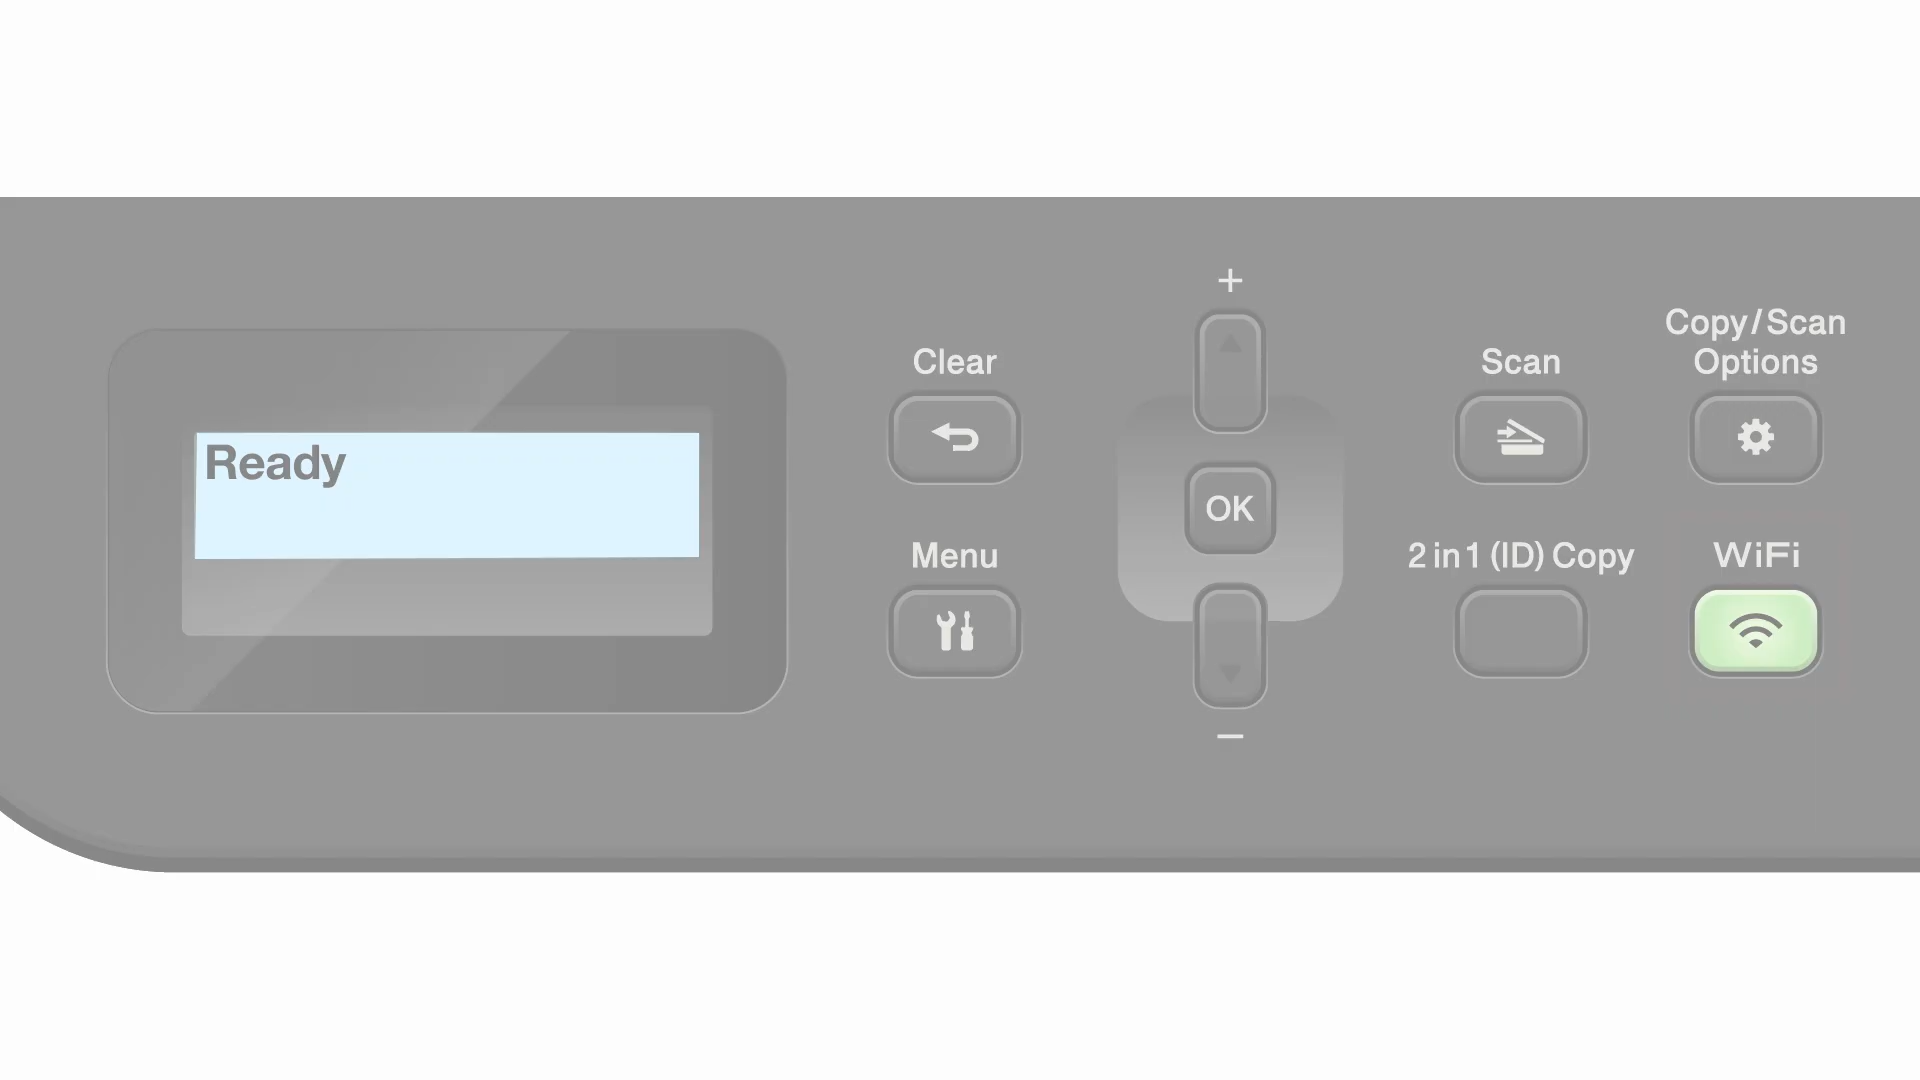 Ready
Clear
Menu
+
OK
−
Scan
Copy/Scan
Options
2 in 1 (ID) Copy
WiFi